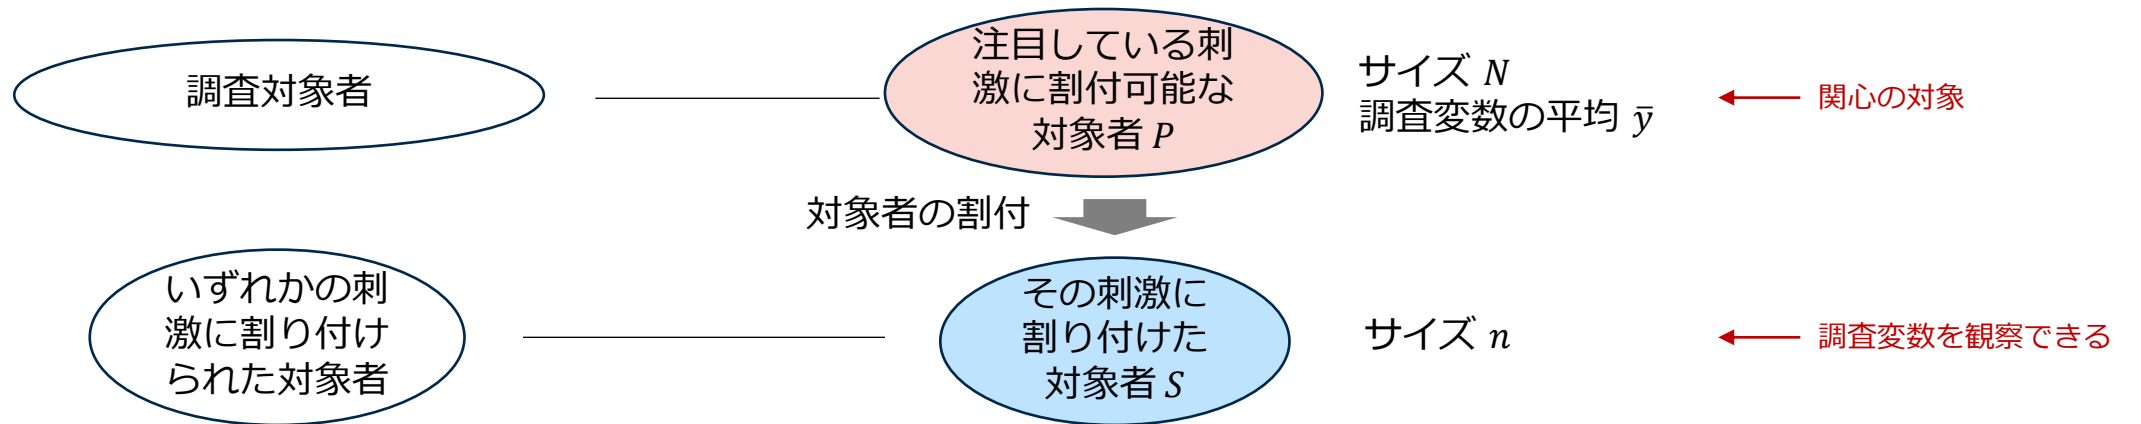 調査対象者
注目している刺
激に割付可能な
対象者 P
サイズ N
調査変数の平均 ȳ
関心の対象
対象者の割付
いずれかの刺
激に割り付け
られた対象者
その刺激に
割り付けた
対象者 S
サイズ n
調査変数を観察できる